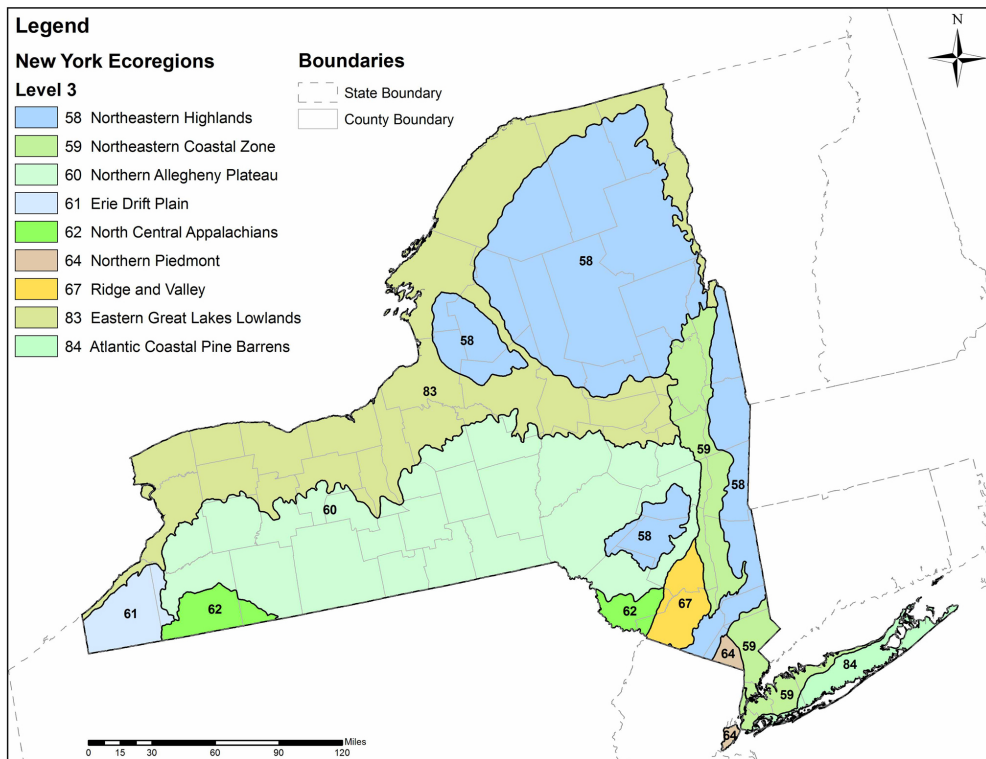 Legend
New York Ecoregions
Level 3
58 Northeastern Highlands
59 Northeastern Coastal Zone
60 Northern Allegheny Plateau
61 Erie Drift Plain
62 North Central Appalachians
64 Northern Piedmont
67 Ridge and Valley
83 Eastern Great Lakes Lowlands
84 Atlantic Coastal Pine Barrens
Boundaries
State Boundary
County Boundary
N
58
58
83
59
58
60
58
61
62
62
67
64
59
84
59
64
Miles
0 15 30 60 90 120